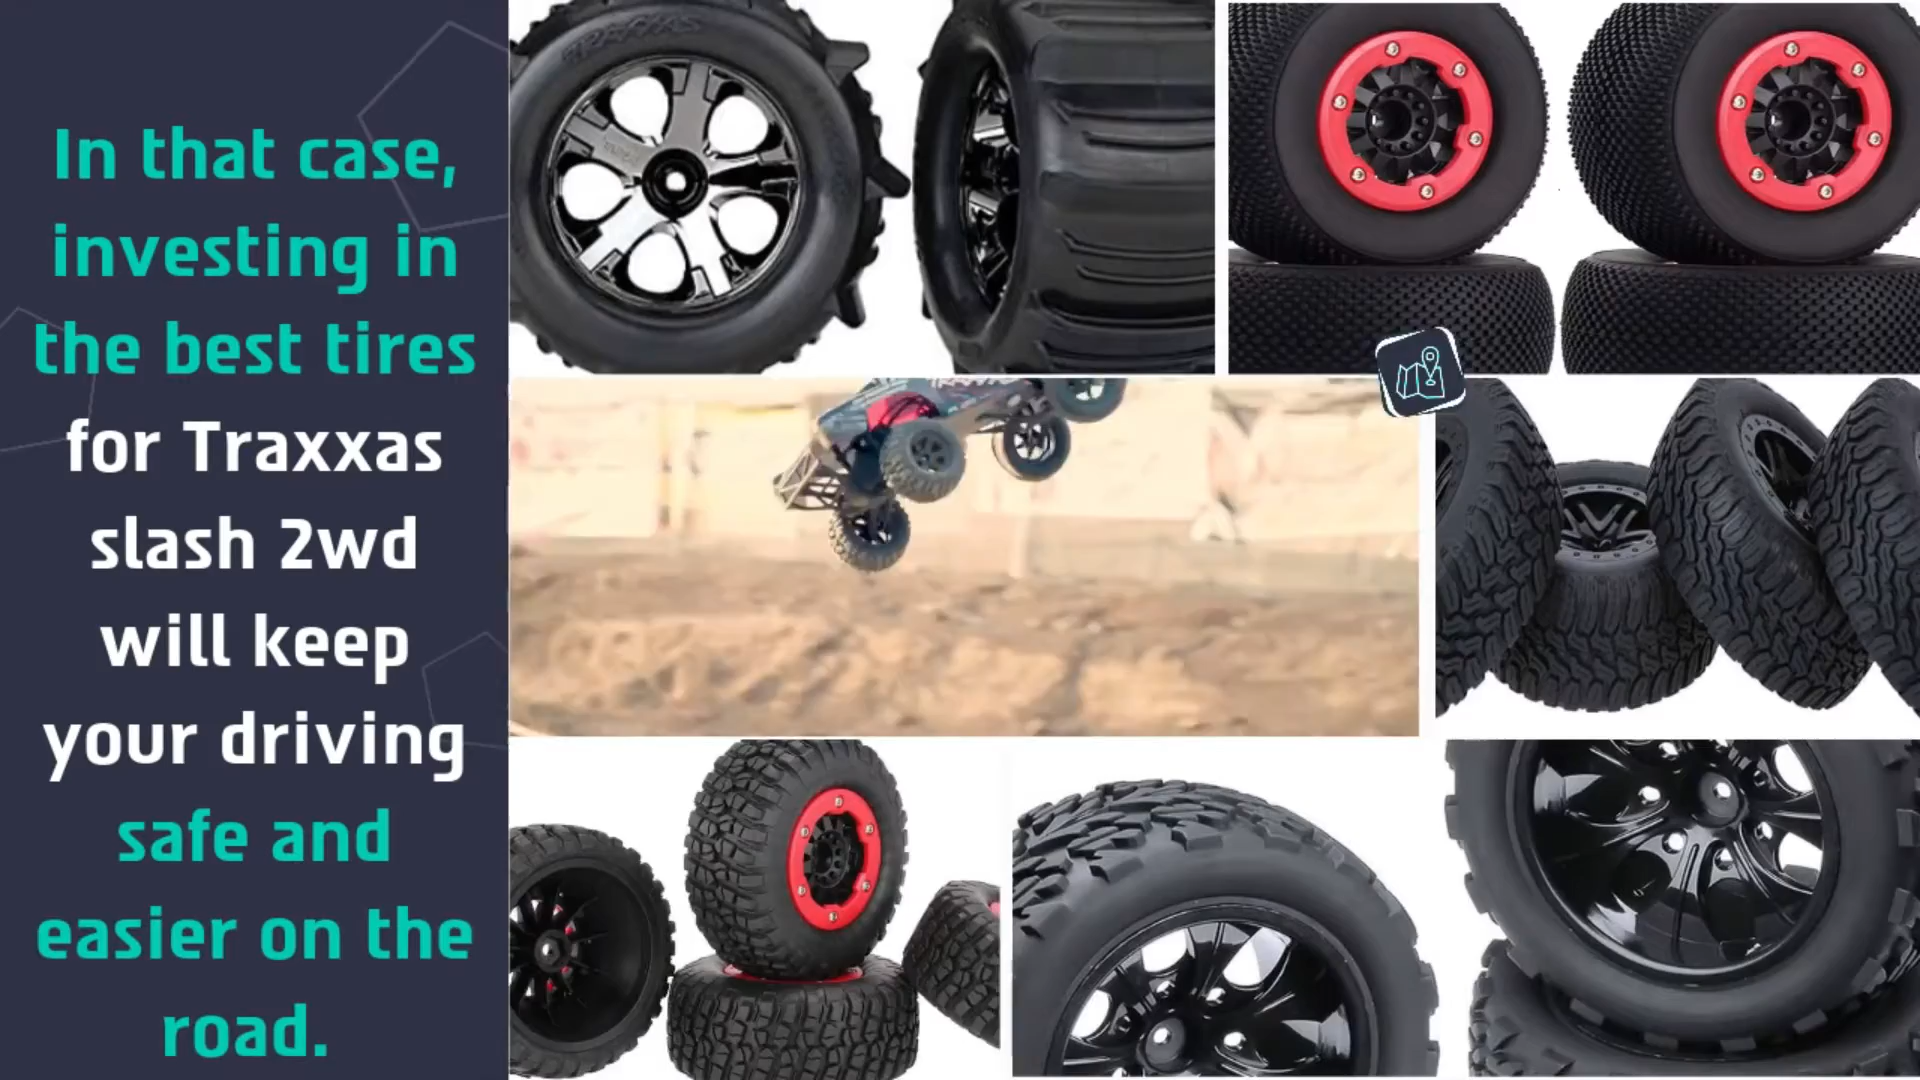 In that case,
investing in
the best tires
for Traxxas
slash 2wd
will keep
your driving
safe and
easier on the
road.
TRAXXAS